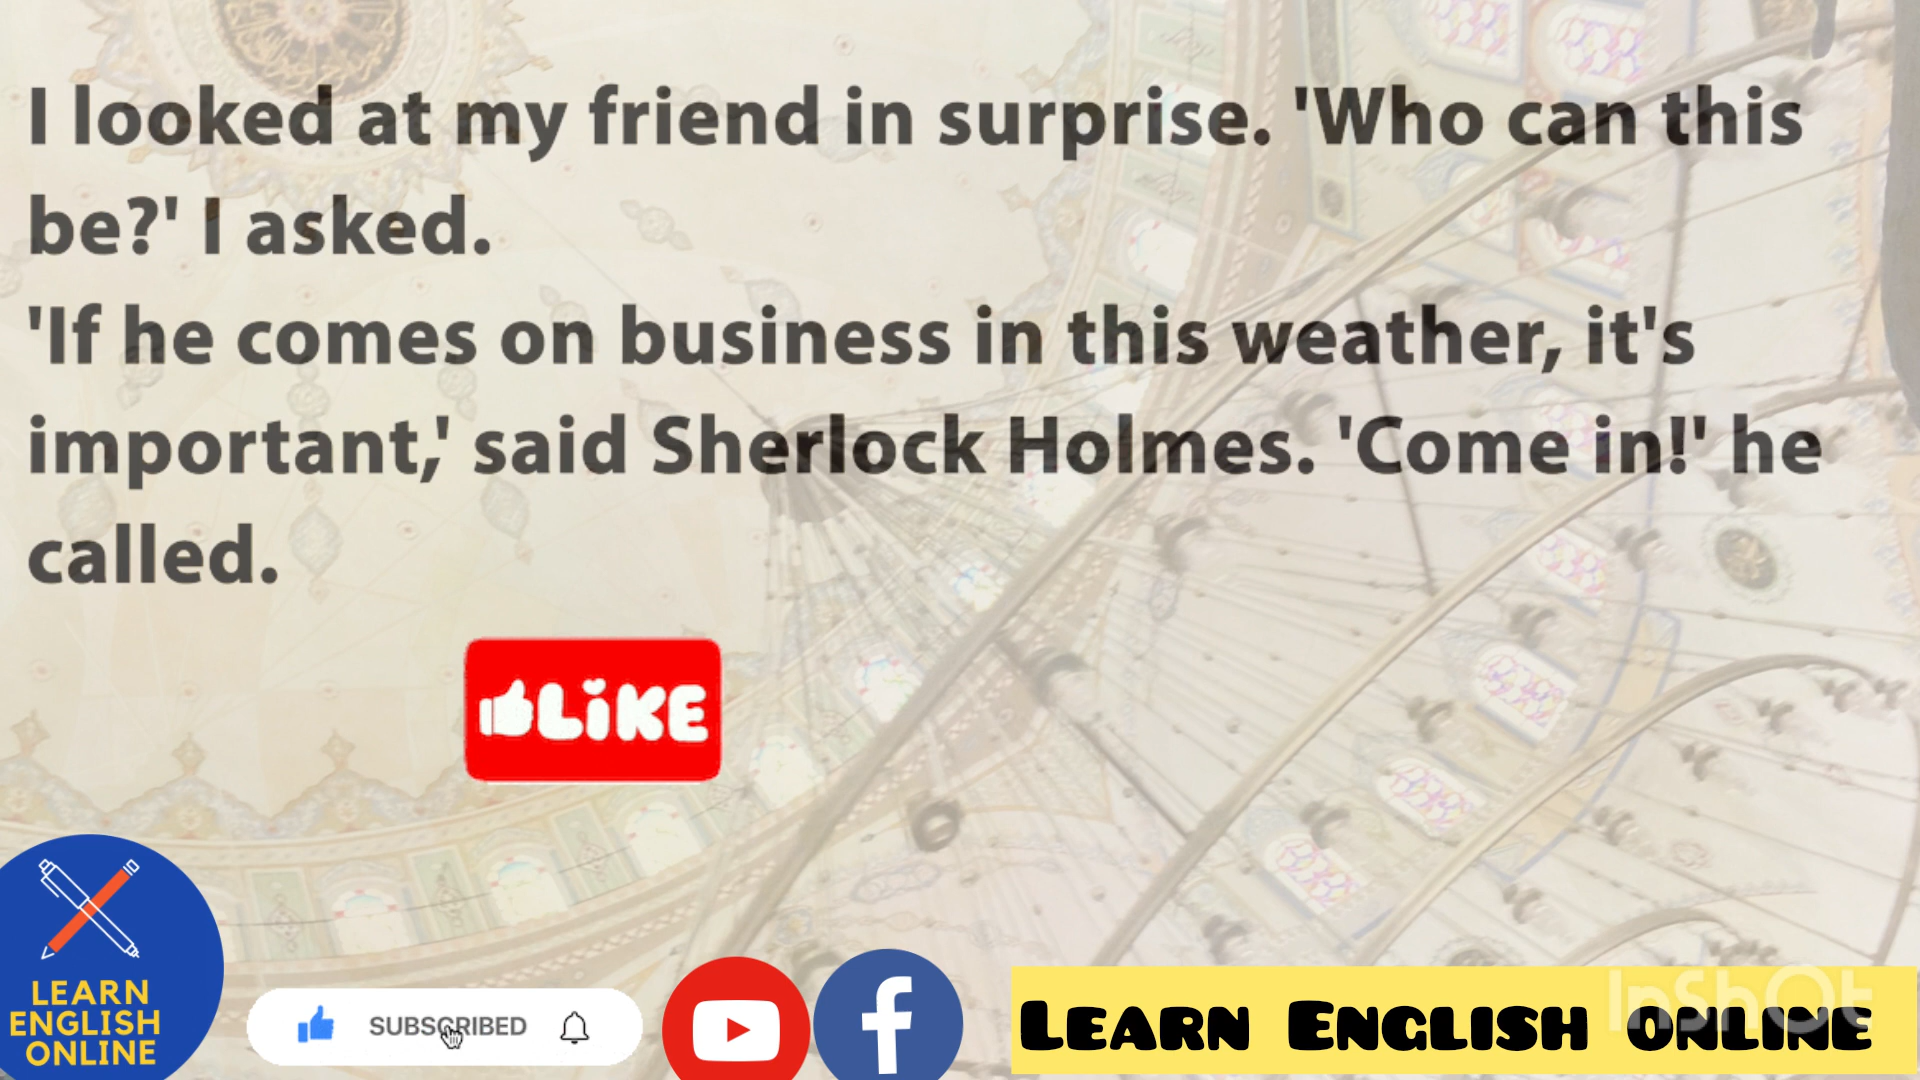 I looked at my friend in surprise. 'Who can this
be?' I asked.
'If he comes on business in this weather, it's
important,' said Sherlock Holmes. 'Come in!' he
called.
LiKE
LEARN
ENGLISH
ONLINE
SUBSCRIBED
LEARN ENGLISH ONLINE
InShOt